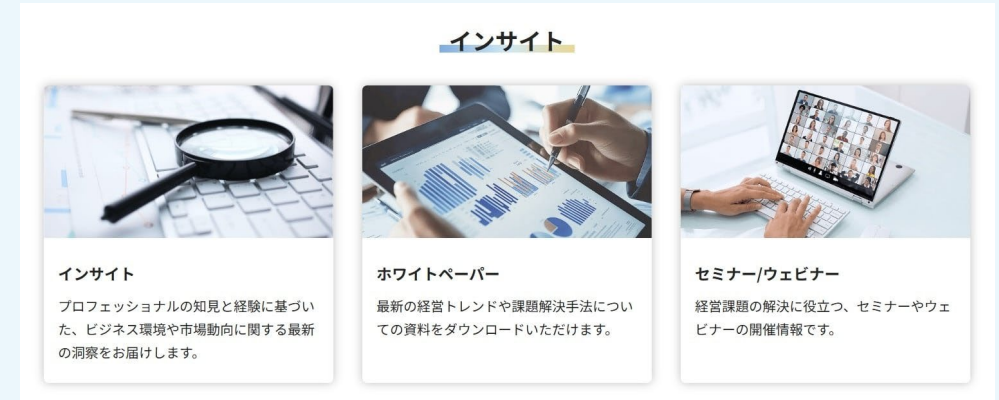 インサイト
インサイト
プロフェッショナルの知見と経験に基づい
た、ビジネス環境や市場動向に関する最新
の洞察をお届けします。
ホワイトペーパー
最新の経営トレンドや課題解決手法につい
ての資料をダウンロードいただけます。
セミナー/ウェビナー
経営課題の解決に役立つ、セミナーやウェ
ビナーの開催情報です。